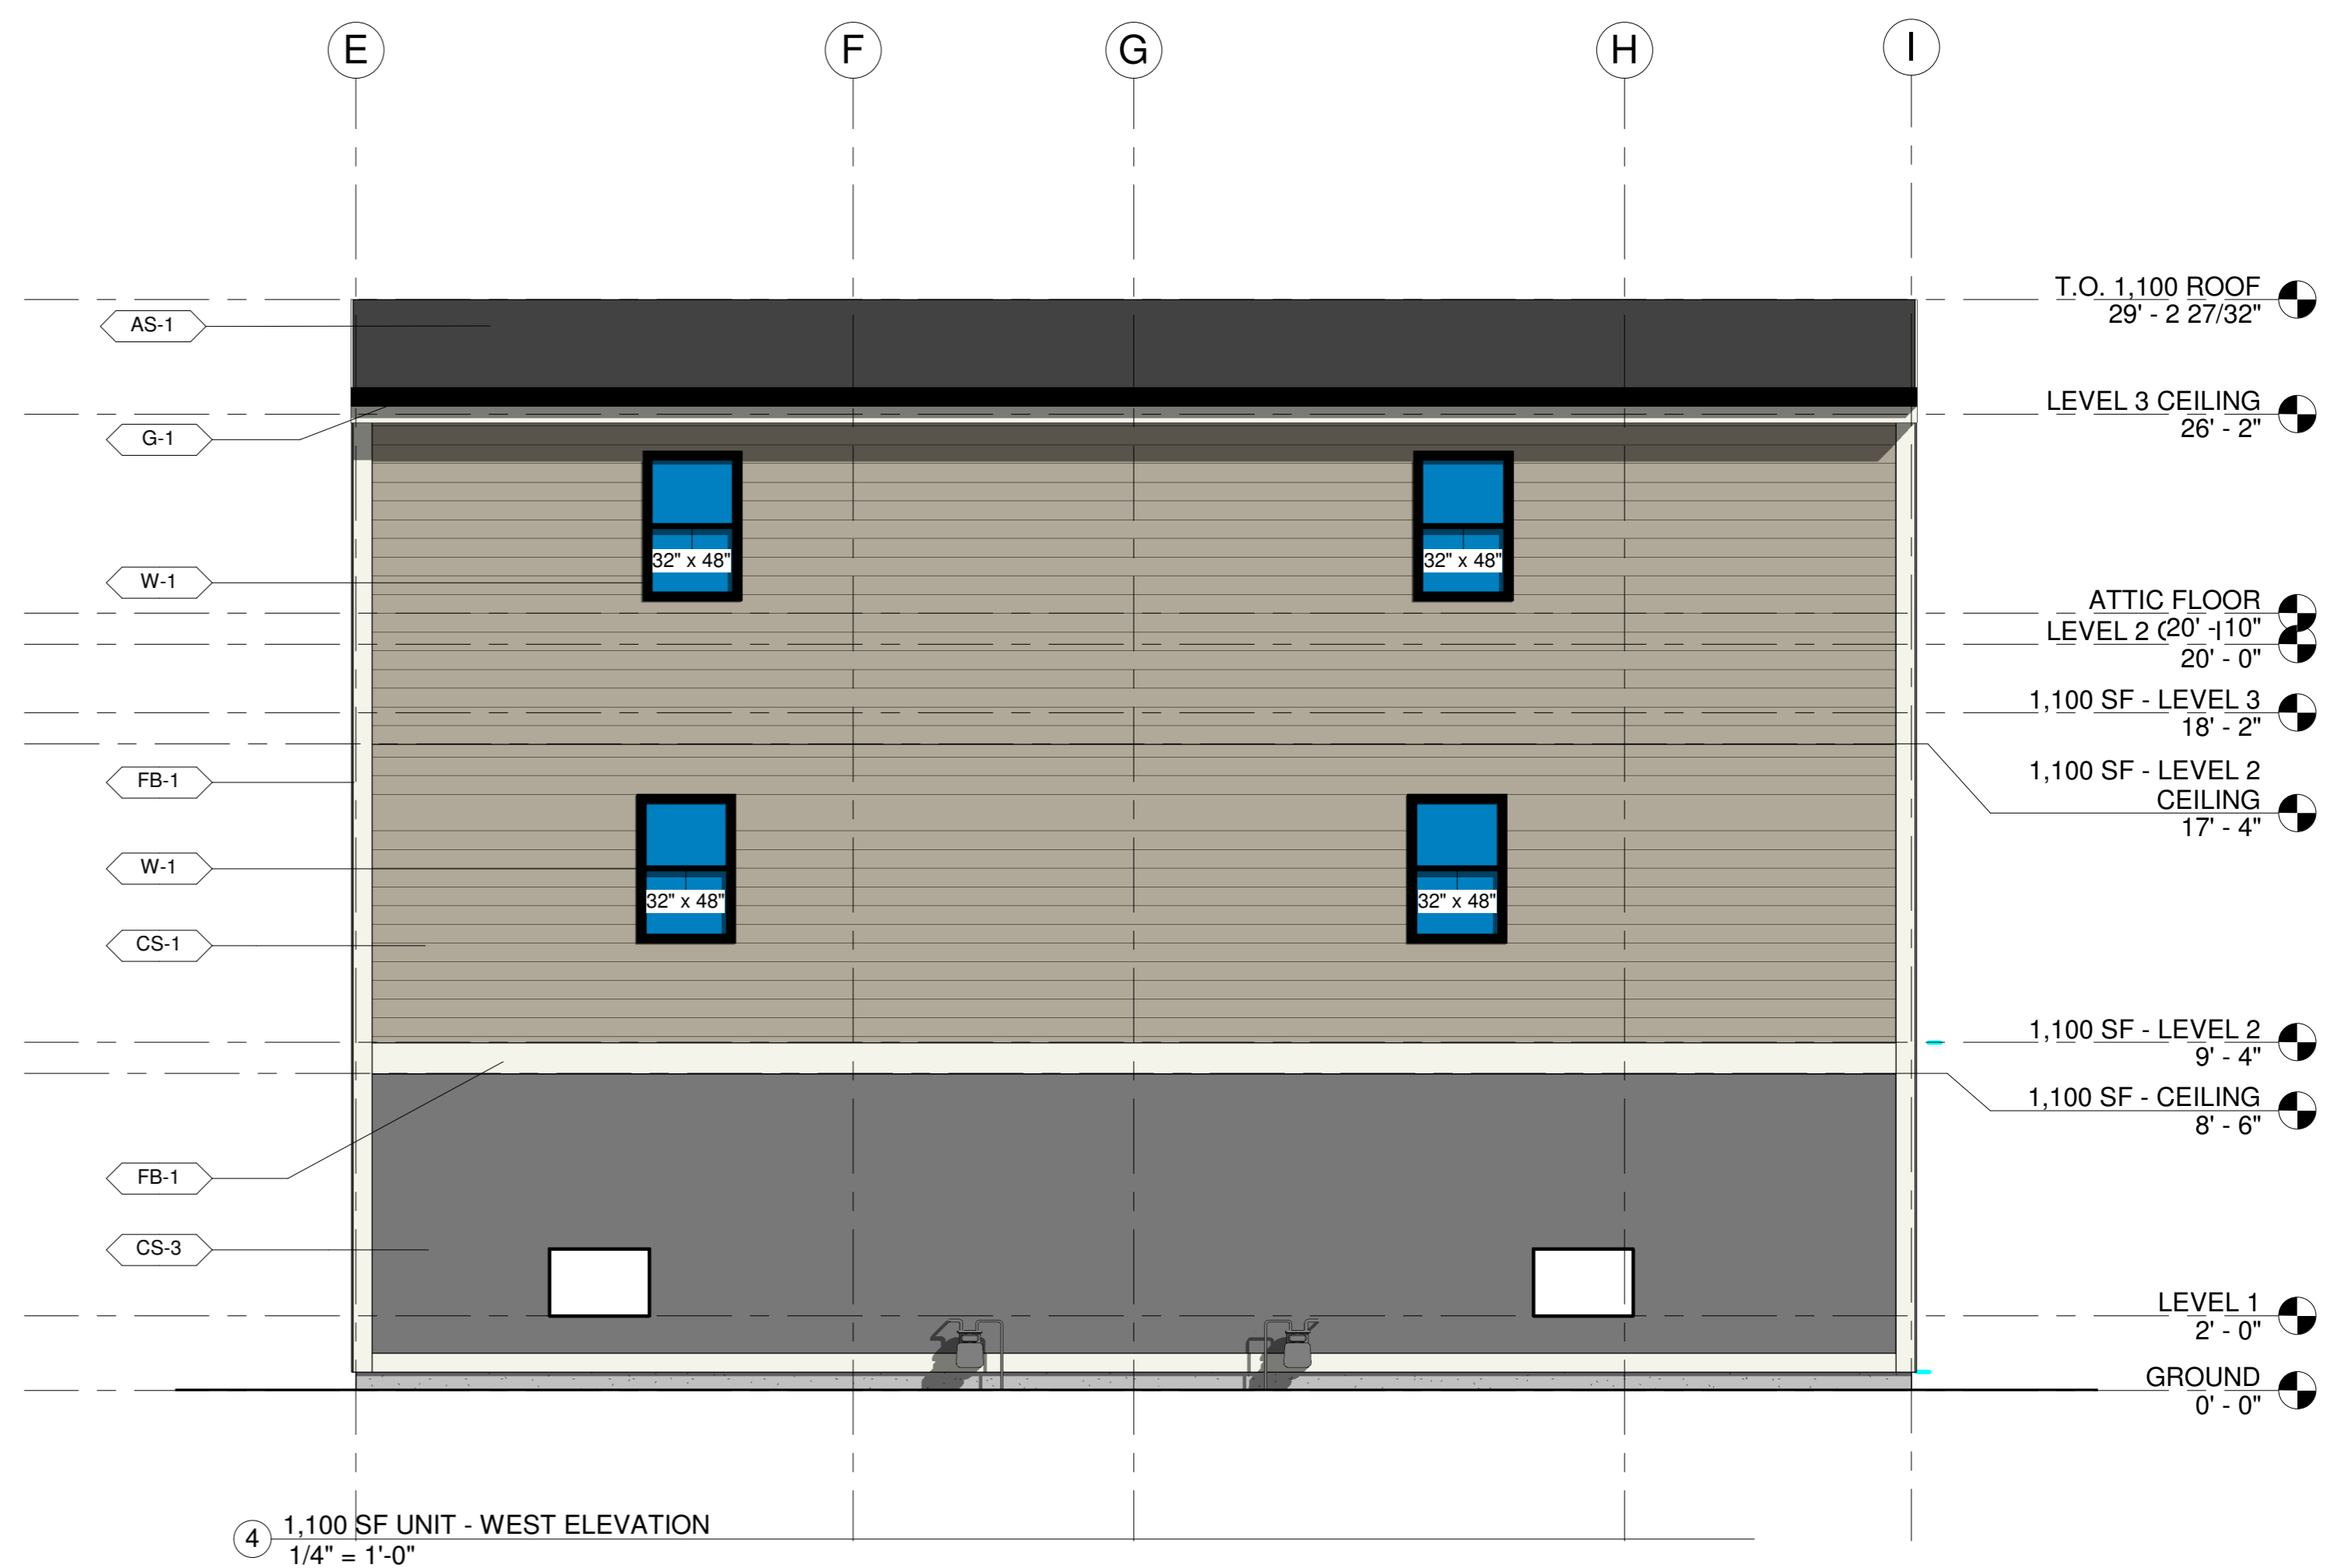 E F G H I
T.O. 1,100 ROOF
29' - 2 27/32"
AS-1
LEVEL 3 CEILING
26' - 2"
G-1
32" x 48" 32" x 48"
W-1
ATTIC FLOOR
20' - 10"
LEVEL 2
20' - 0"
1,100 SF - LEVEL 3
18' - 2"
FB-1
1,100 SF - LEVEL 2
CEILING
17' - 4"
W-1
32" x 48" 32" x 48"
CS-1
1,100 SF - LEVEL 2
9' - 4"
1,100 SF - CEILING
8' - 6"
FB-1
CS-3
LEVEL 1
2' - 0"
GROUND
0' - 0"
4 1,100 SF UNIT - WEST ELEVATION
1/4" = 1'-0"